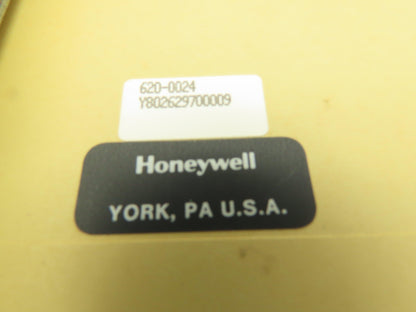 620-0024
Y802629700009
Honeywell
YORK, PA U.S.A.